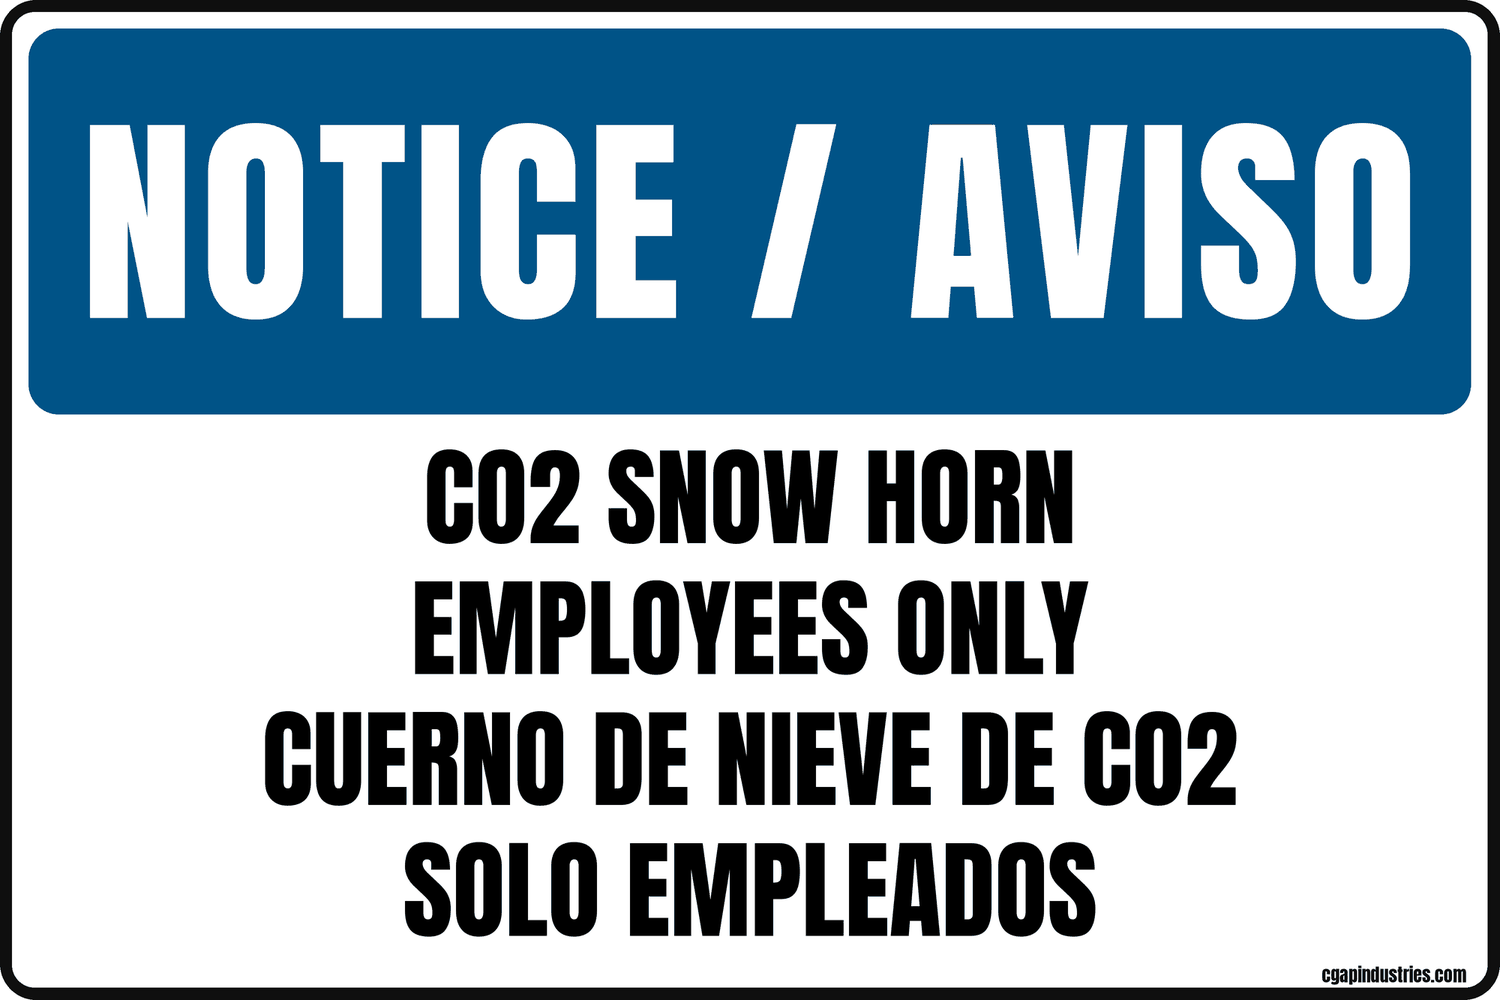 NOTICE / AVISO
CO2 SNOW HORN
EMPLOYEES ONLY
CUERNO DE NIEVE DE CO2
SOLO EMPLEADOS
cgapindustries.com